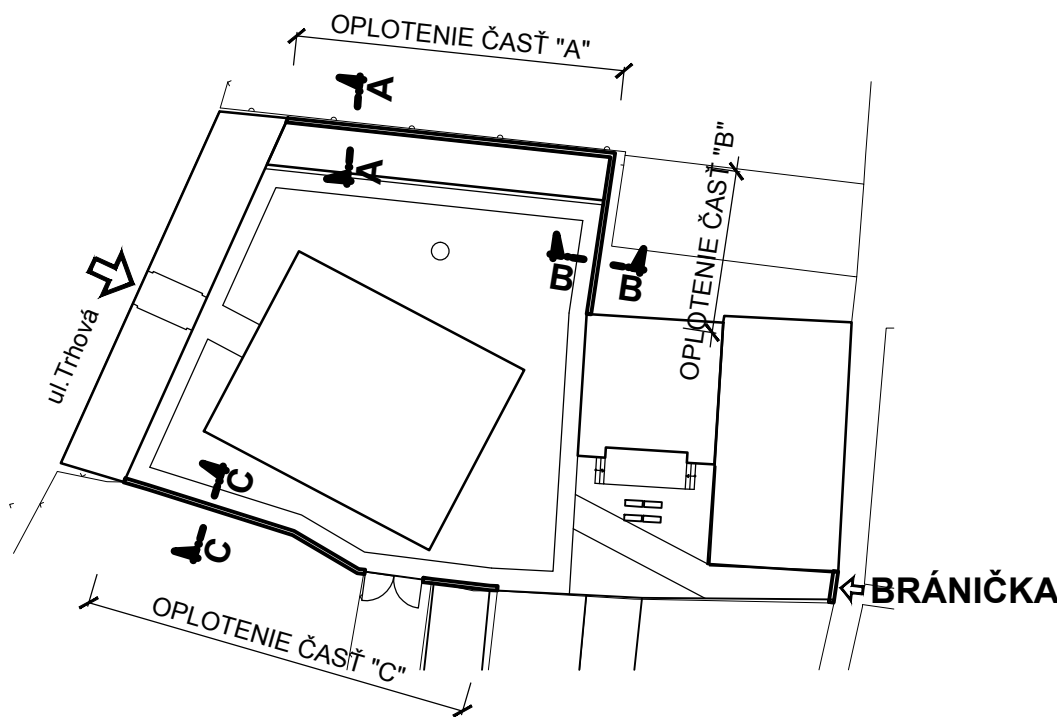 OPLOTENIE ČASŤ "A"
A
A
OPLOTENIE ČASŤ "B"
B
B
ul.Trhová
C
C
BRÁNIČKA
OPLOTENIE ČASŤ "C"